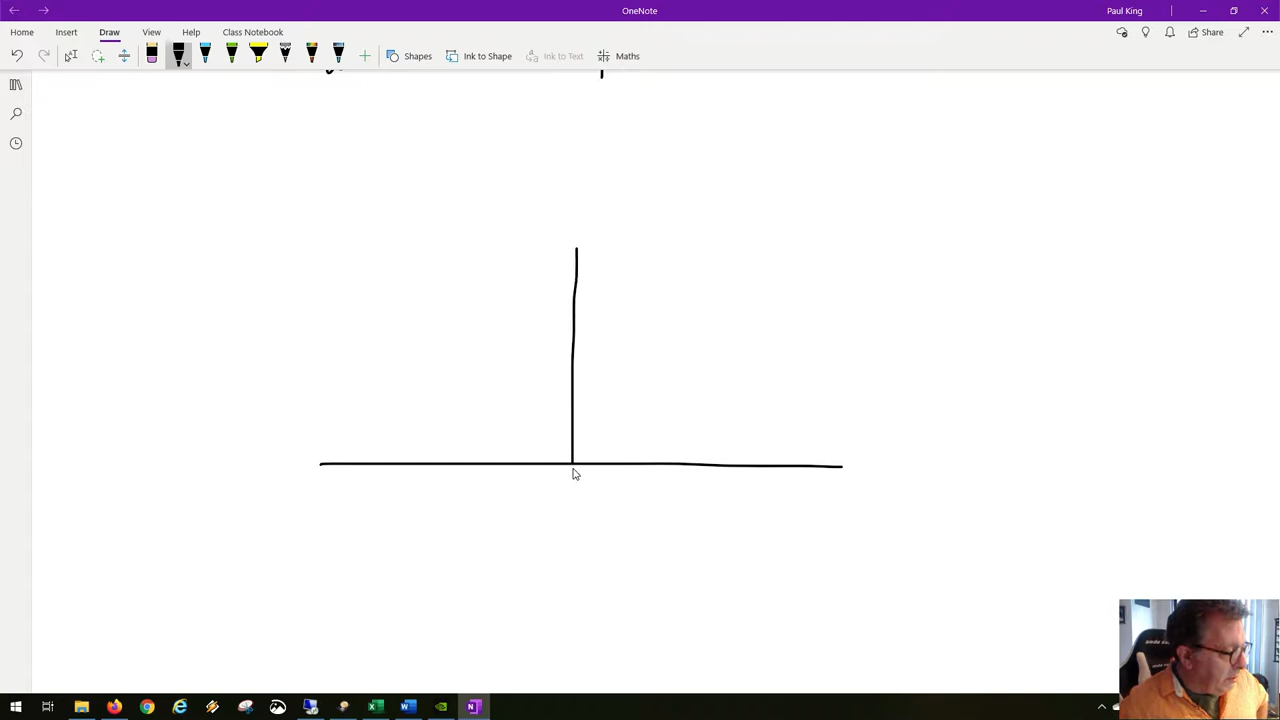 OneNote
Paul King
Home Insert Draw View Help Class Notebook
Share
Shapes Ink to Shape Ink to Text Maths